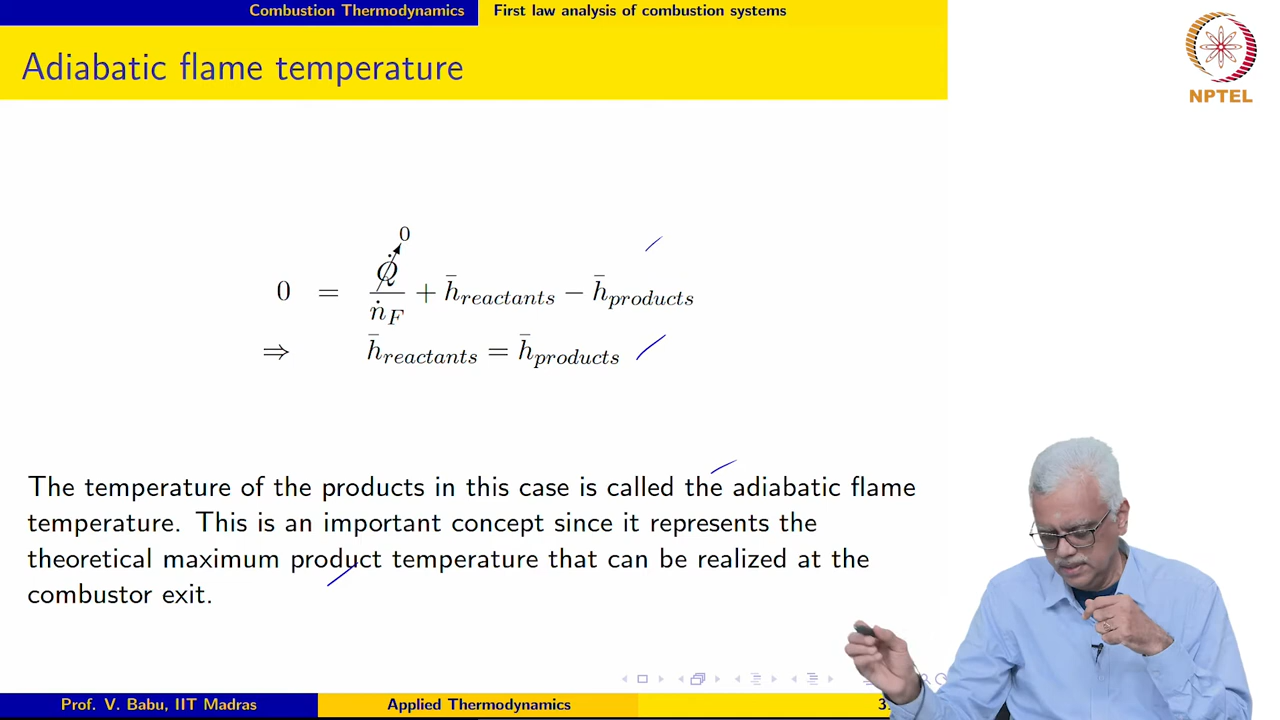 Combustion Thermodynamics First law analysis of combustion systems
Adiabatic flame temperature
NPTEL
0
0 = Q̇/ṅ_F + h̄_reactants − h̄_products
⇒ h̄_reactants = h̄_products
The temperature of the products in this case is called the adiabatic flame
temperature. This is an important concept since it represents the
theoretical maximum product temperature that can be realized at the
combustor exit.
Prof. V. Babu, IIT Madras Applied Thermodynamics